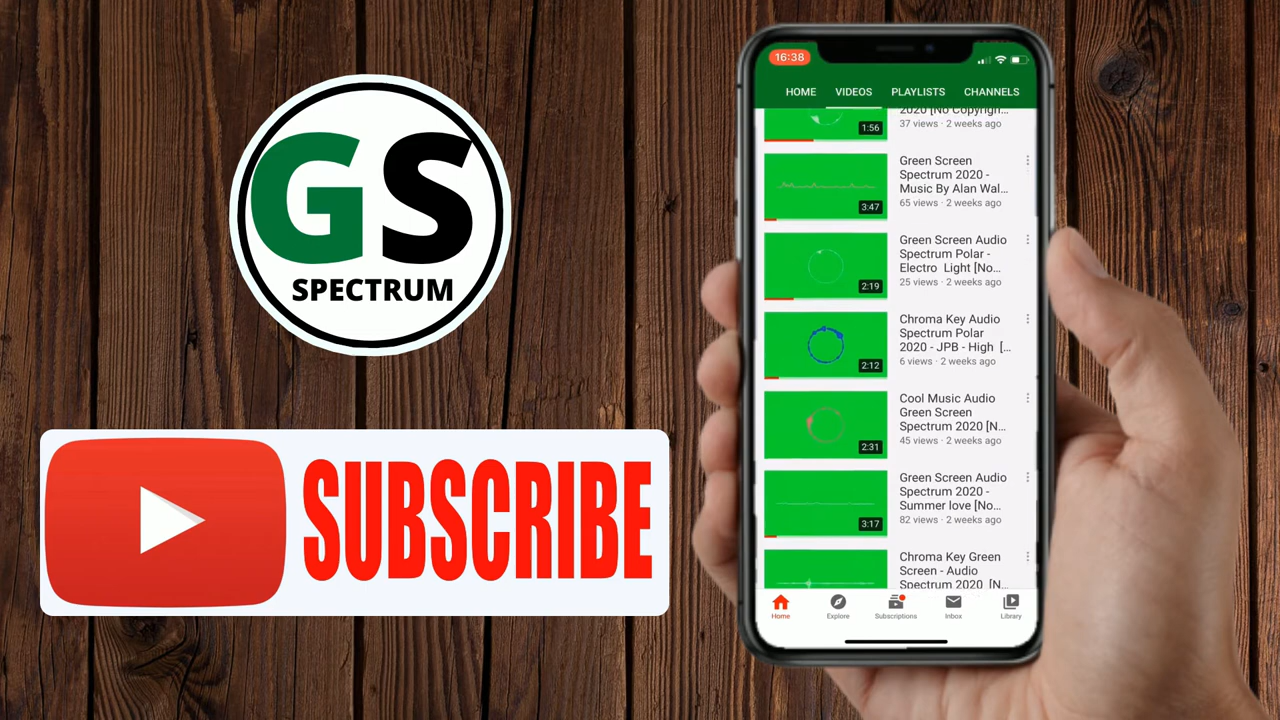 GS
SPECTRUM
SUBSCRIBE
16:38
HOME VIDEOS PLAYLISTS CHANNELS
2020 [No Copyrigh...
37 views · 2 weeks ago
1:56
Green Screen
Spectrum 2020 -
Music By Alan Wal...
65 views · 2 weeks ago
3:47
Green Screen Audio
Spectrum Polar -
Electro Light [No...
25 views · 2 weeks ago
2:19
Chroma Key Audio
Spectrum Polar
2020 - JPB - High [...
6 views · 2 weeks ago
2:12
Cool Music Audio
Green Screen
Spectrum 2020 [N...
45 views · 2 weeks ago
2:31
Green Screen Audio
Spectrum 2020 -
Summer love [No...
82 views · 2 weeks ago
3:17
Chroma Key Green
Screen - Audio
Spectrum 2020 [N...
Home Explore Subscriptions Inbox Library